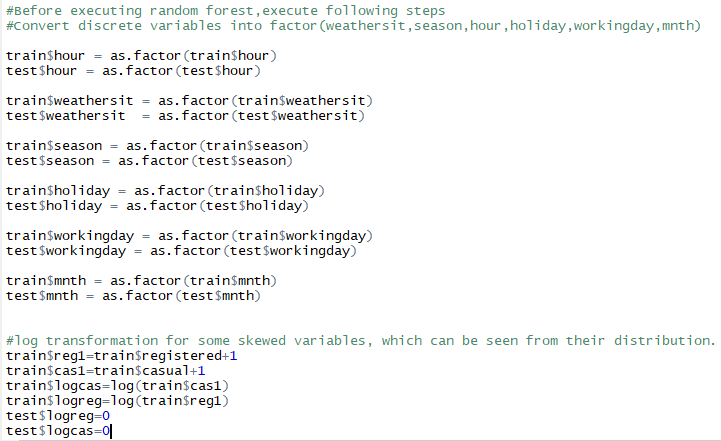 #Before executing random forest,execute following steps
#Convert discrete variables into factor(weathersit,season,hour,holiday,workingday,mnth)
train$hour = as.factor(train$hour)
test$hour = as.factor(test$hour)
train$weathersit = as.factor(train$weathersit)
test$weathersit  = as.factor(test$weathersit)
train$season = as.factor(train$season)
test$season = as.factor(test$season)
train$holiday = as.factor(train$holiday)
test$holiday = as.factor(test$holiday)
train$workingday = as.factor(train$workingday)
test$workingday = as.factor(test$workingday)
train$mnth = as.factor(train$mnth)
test$mnth = as.factor(test$mnth)
#log transformation for some skewed variables, which can be seen from their distribution.
train$reg1=train$registered+1
train$cas1=train$casual+1
train$logcas=log(train$cas1)
train$logreg=log(train$reg1)
test$logreg=0
test$logcas=0